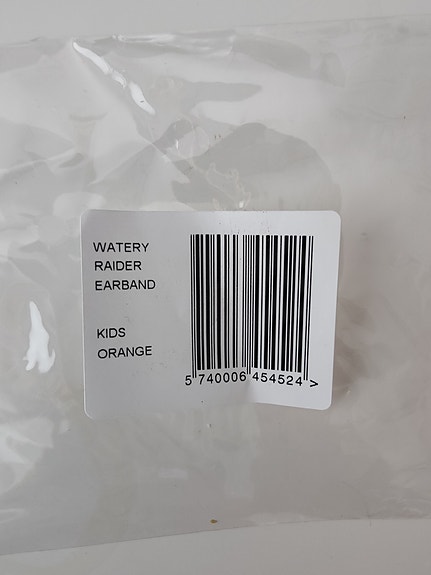 WATERY
RAIDER
EARBAND
KIDS
ORANGE
5 740006 454524 >